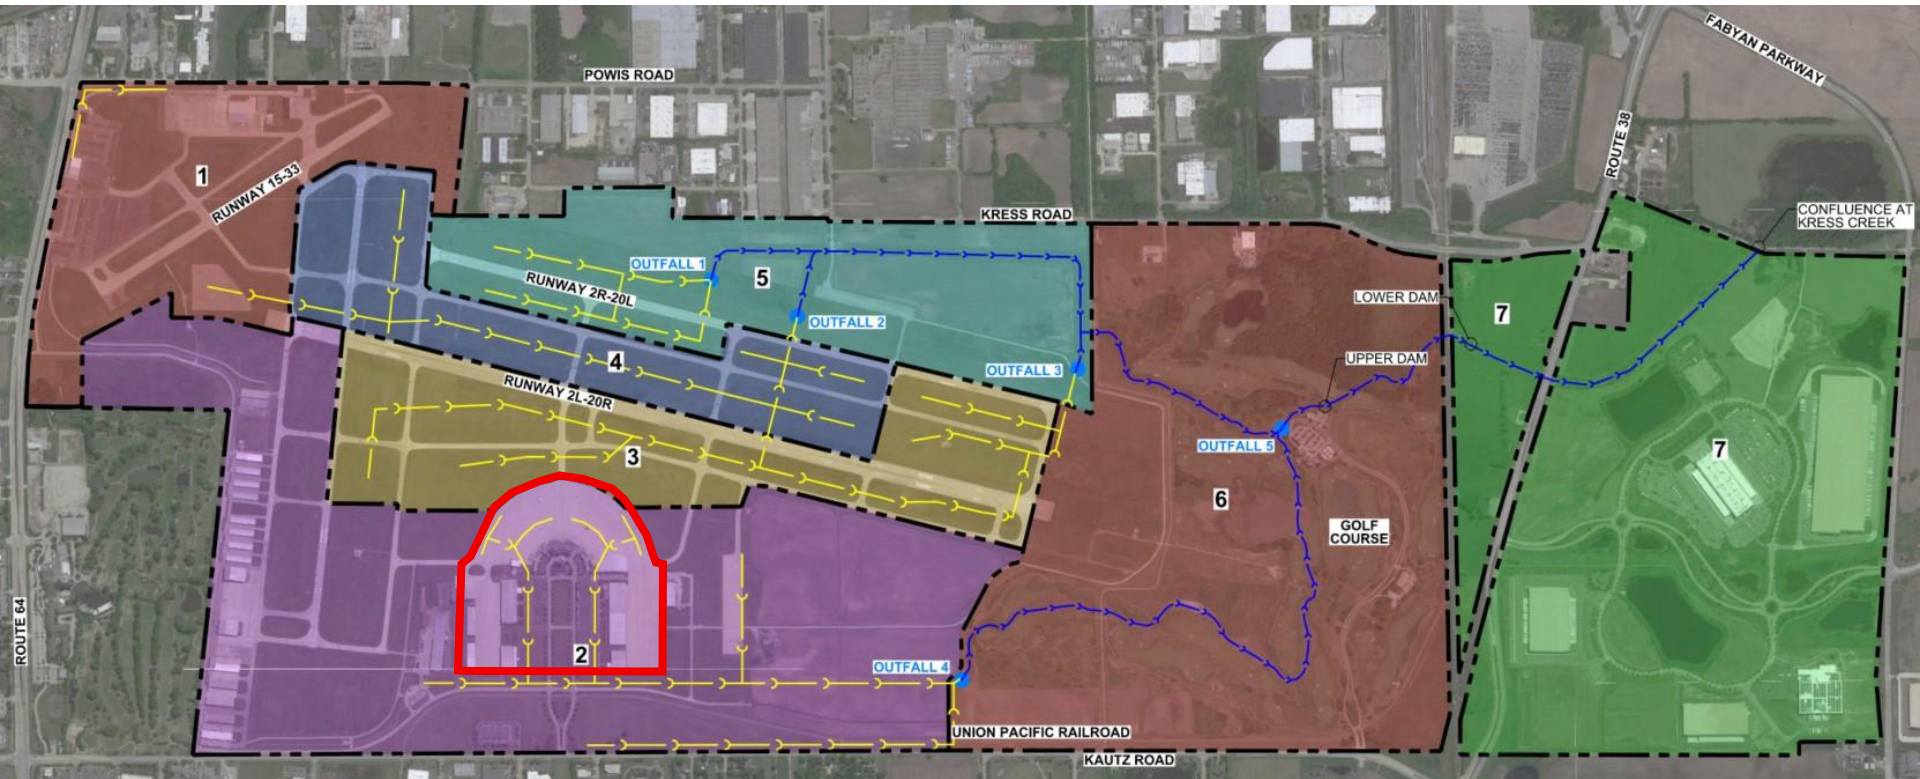 FABYAN PARKWAY
POWIS ROAD
ROUTE 38
1
RUNWAY 15-33
KRESS ROAD
CONFLUENCE AT
KRESS CREEK
OUTFALL 1
5
RUNWAY 2R-20L
LOWER DAM
7
OUTFALL 2
4
UPPER DAM
OUTFALL 3
RUNWAY 2L-20R
OUTFALL 5
3
7
6
GOLF
COURSE
ROUTE 64
2
OUTFALL 4
UNION PACIFIC RAILROAD
KAUTZ ROAD